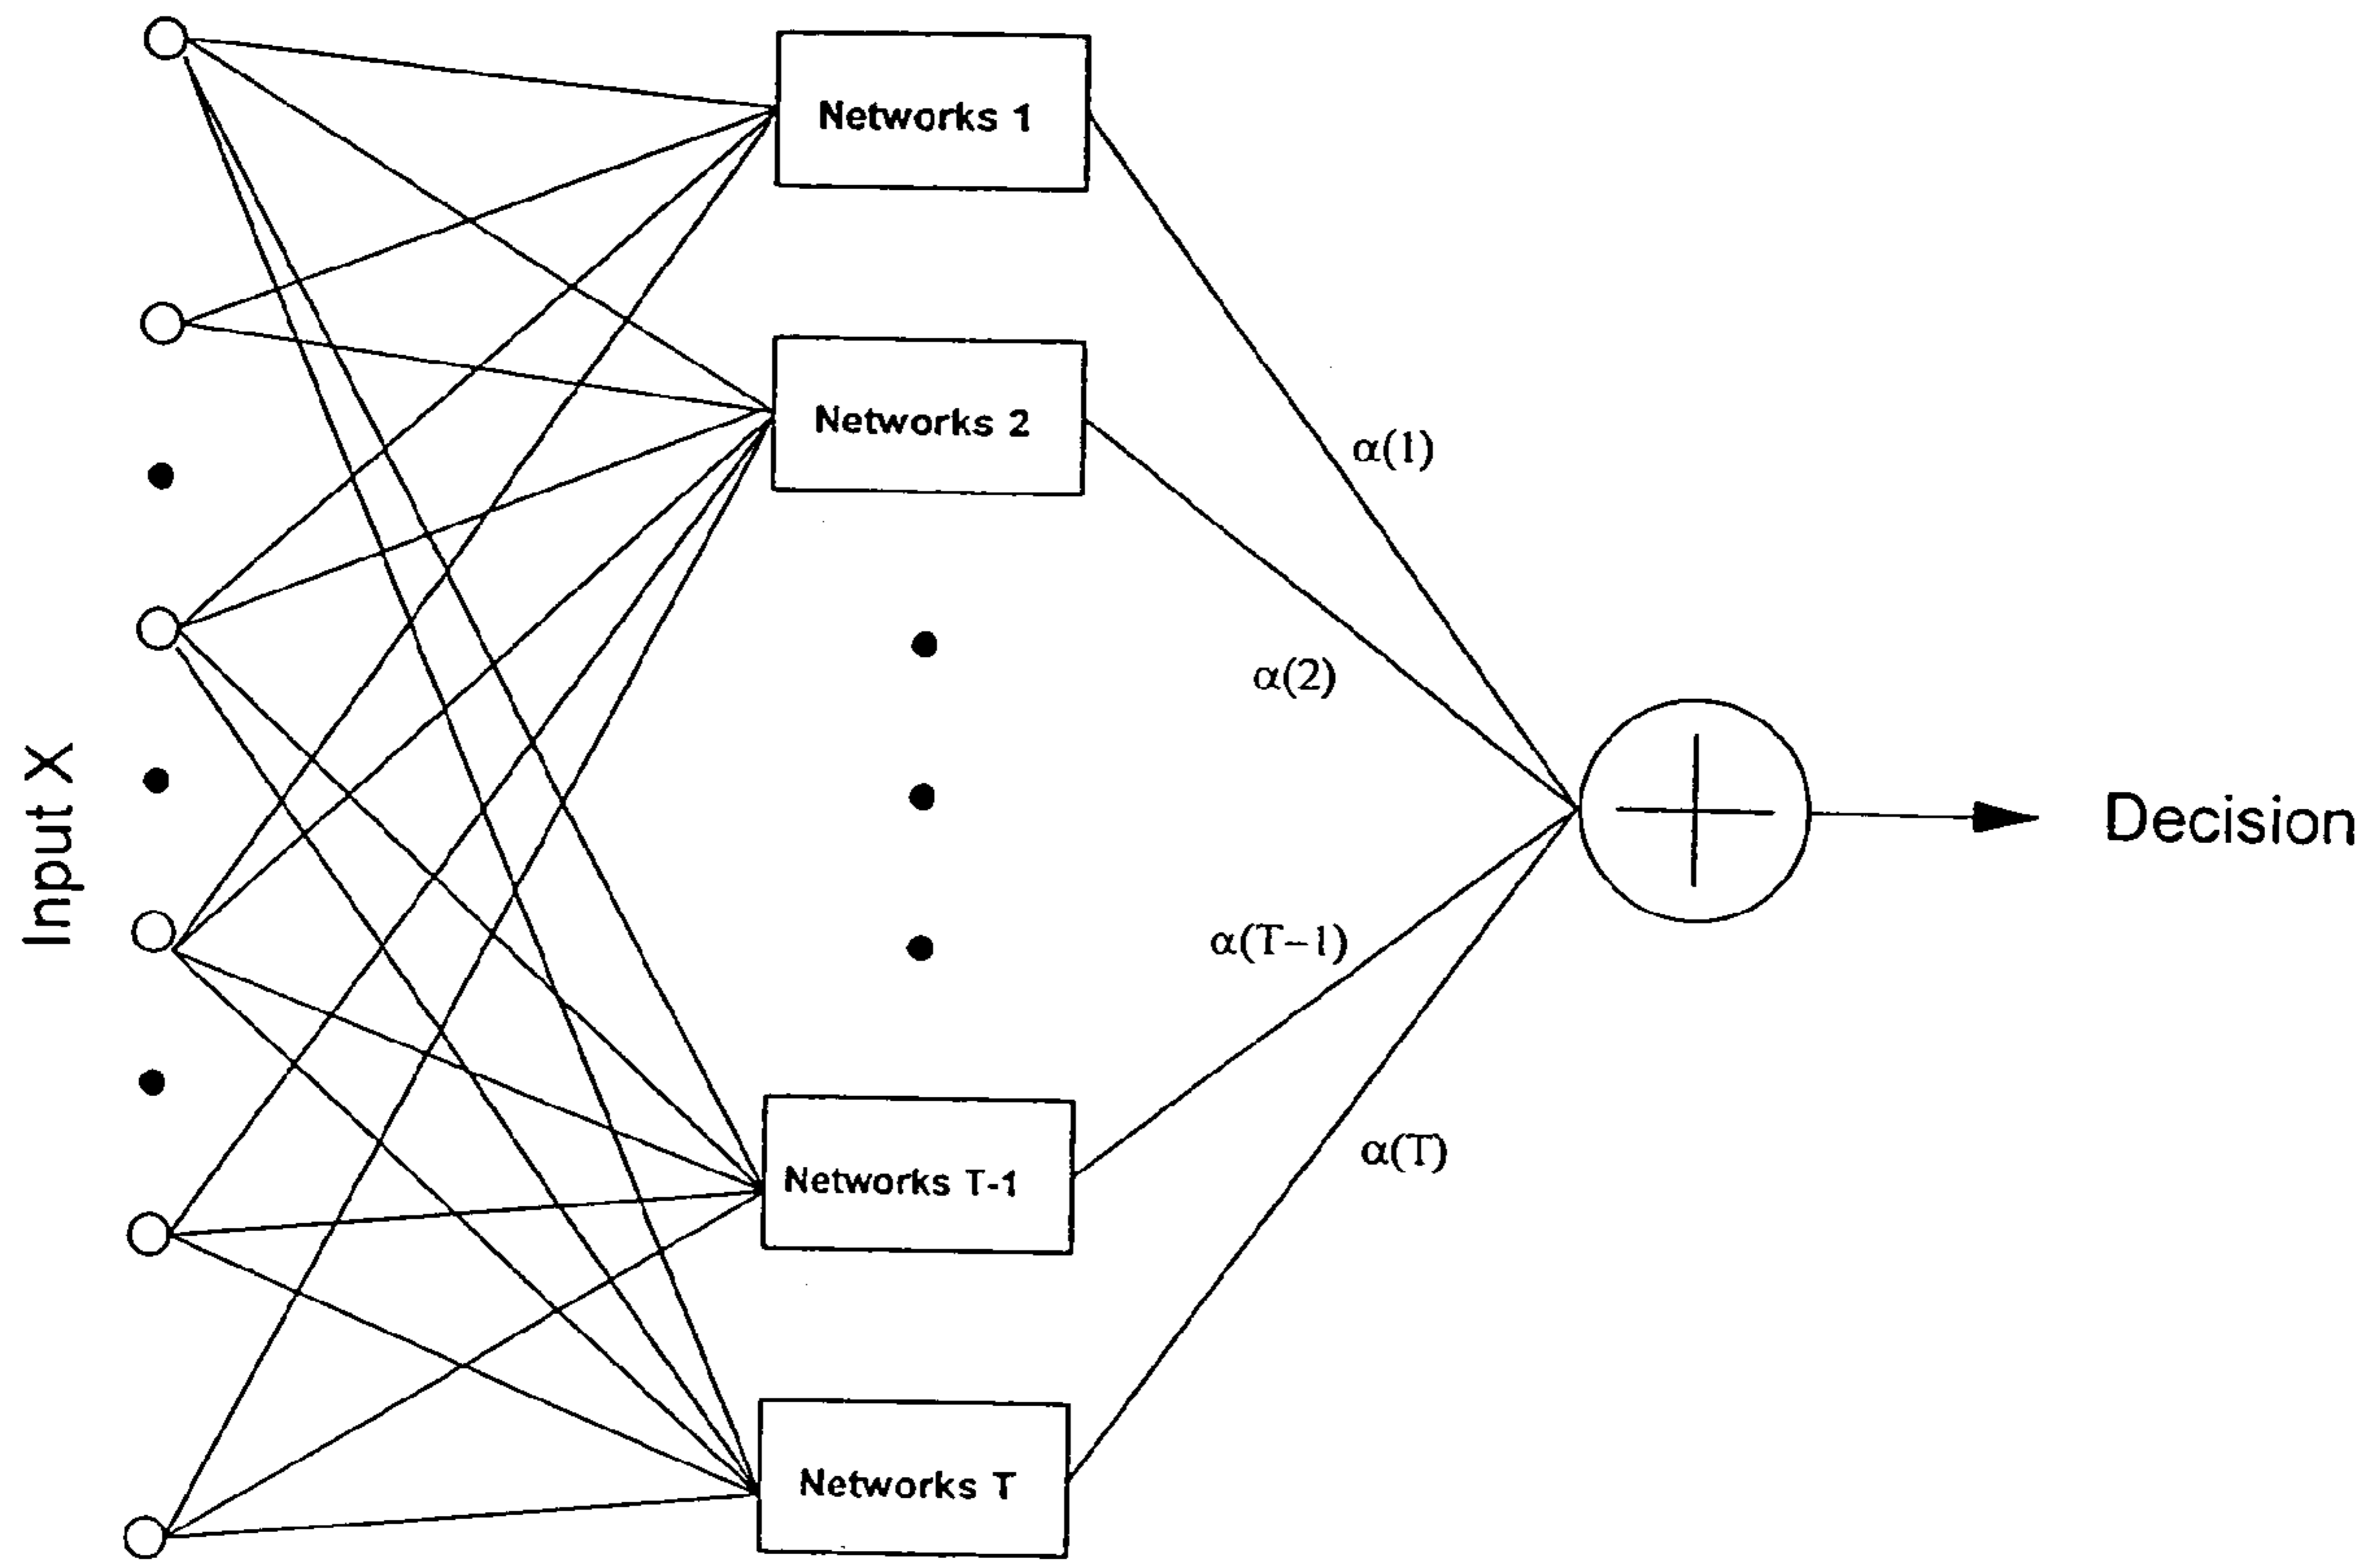 Input X
Networks 1
Networks 2
Networks T-1
Networks T
α(1)
α(2)
α(T-1)
α(T)
Decision